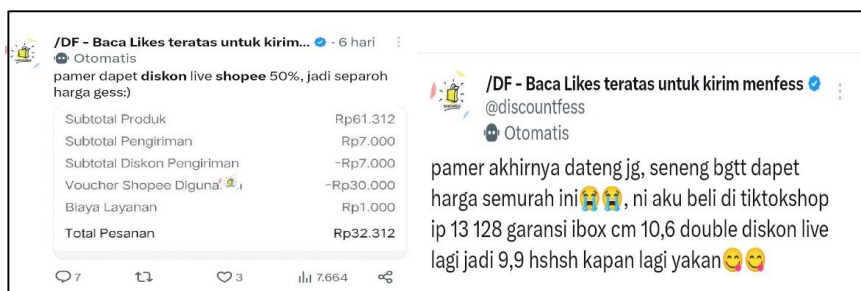 /DF - Baca Likes teratas untuk kirim... · 6 hari
Otomatis
pamer dapet diskon live shopee 50%, jadi separoh
harga gess:)
Subtotal Produk Rp61.312
Subtotal Pengiriman Rp7.000
Subtotal Diskon Pengiriman -Rp7.000
Voucher Shopee Diguna -Rp30.000
Biaya Layanan Rp1.000
Total Pesanan Rp32.312
7 3 7.664
/DF - Baca Likes teratas untuk kirim menfess
@discountfess
Otomatis
pamer akhirnya dateng jg, seneng bgtt dapet
harga semurah ini😭😭, ni aku beli di tiktokshop
ip 13 128 garansi ibox cm 10,6 double diskon live
lagi jadi 9,9 hshsh kapan lagi yakan😋😋